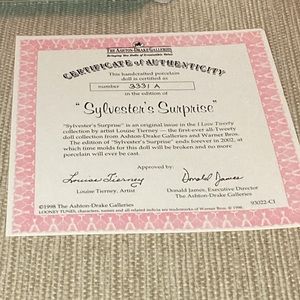 THE ASHTON-DRAKE GALLERIES
CERTIFICATE of AUTHENTICITY
This handcrafted porcelain
doll is certified as
number 3331 A
in the edition of
"Sylvester's Surprise"
"Sylvester's Surprise" is an original issue in the I Love Tweety
collection by artist Louise Tierney — the first-ever all-Tweety
doll collection from Ashton-Drake Galleries and Warner Bros.
The edition of "Sylvester's Surprise" ends forever in 2002, at
which time molds for this doll will be broken and no more
porcelain will ever be cast.
Approved by:
Louise Tierney Donald James
Louise Tierney, Artist Donald James, Executive Director
The Ashton-Drake Galleries
©1998 The Ashton-Drake Galleries 93022-C1
LOONEY TUNES, characters, names and all related indicia are trademarks of Warner Bros. © 1998.